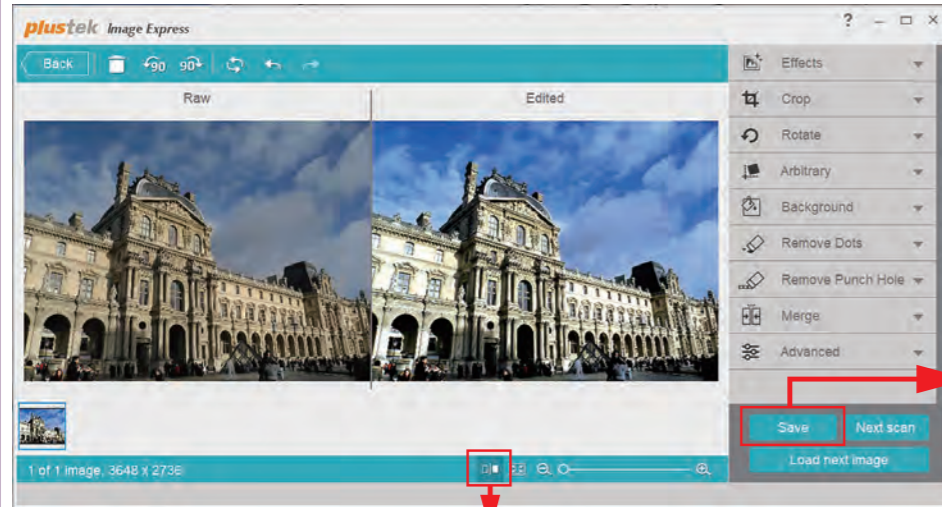 plustek Image Express
?
Back
90 90
Raw Edited
Effects
Crop
Rotate
Arbitrary
Background
Remove Dots
Remove Punch Hole
Merge
Advanced
Save Next scan
Load next image
1 of 1 image, 3648 x 2736